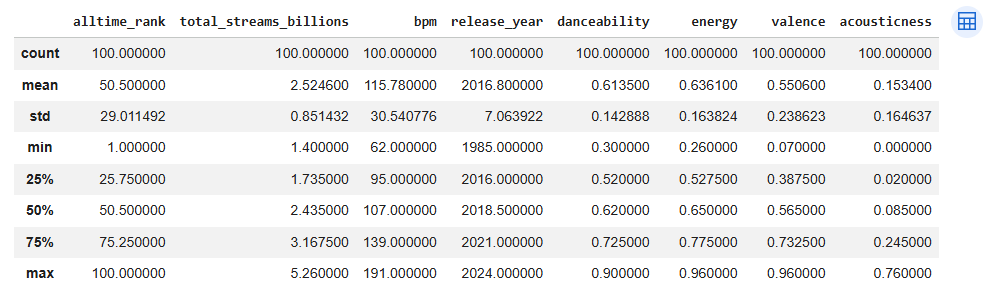 alltime_rank total_streams_billions bpm release_year danceability energy valence acousticness
count 100.000000 100.000000 100.000000 100.000000 100.000000 100.000000 100.000000 100.000000
mean 50.500000 2.524600 115.780000 2016.800000 0.613500 0.636100 0.550600 0.153400
std 29.011492 0.851432 30.540776 7.063922 0.142888 0.163824 0.238623 0.164637
min 1.000000 1.400000 62.000000 1985.000000 0.300000 0.260000 0.070000 0.000000
25% 25.750000 1.735000 95.000000 2016.000000 0.520000 0.527500 0.387500 0.020000
50% 50.500000 2.435000 107.000000 2018.500000 0.620000 0.650000 0.565000 0.085000
75% 75.250000 3.167500 139.000000 2021.000000 0.725000 0.775000 0.732500 0.245000
max 100.000000 5.260000 191.000000 2024.000000 0.900000 0.960000 0.960000 0.760000